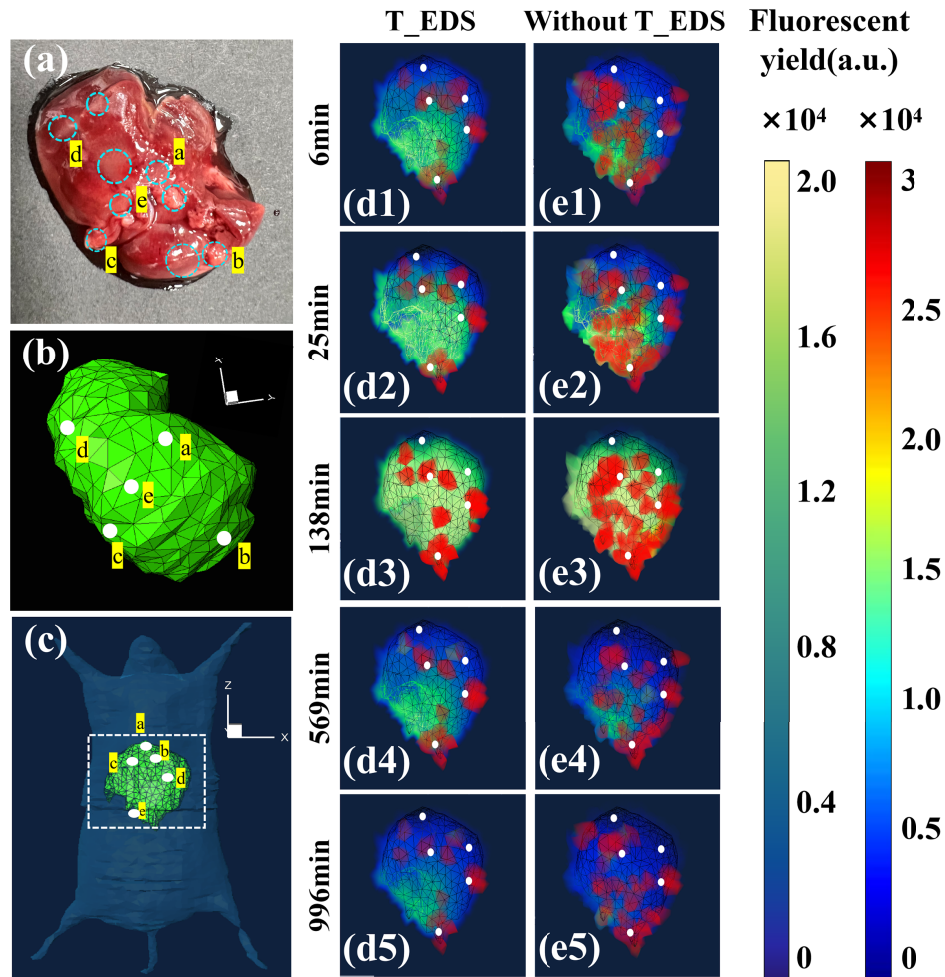 T_EDS
Without T_EDS
Fluorescent
yield(a.u.)
×10⁴
×10⁴
(a)
d
a
e
c
b
(b)
X
Y
d
a
e
c
b
(c)
Z
X
a
b
c
d
e
6min
(d1)
(e1)
25min
(d2)
(e2)
138min
(d3)
(e3)
569min
(d4)
(e4)
996min
(d5)
(e5)
2.0
1.6
1.2
0.8
0.4
0
3
2.5
2.0
1.5
1.0
0.5
0